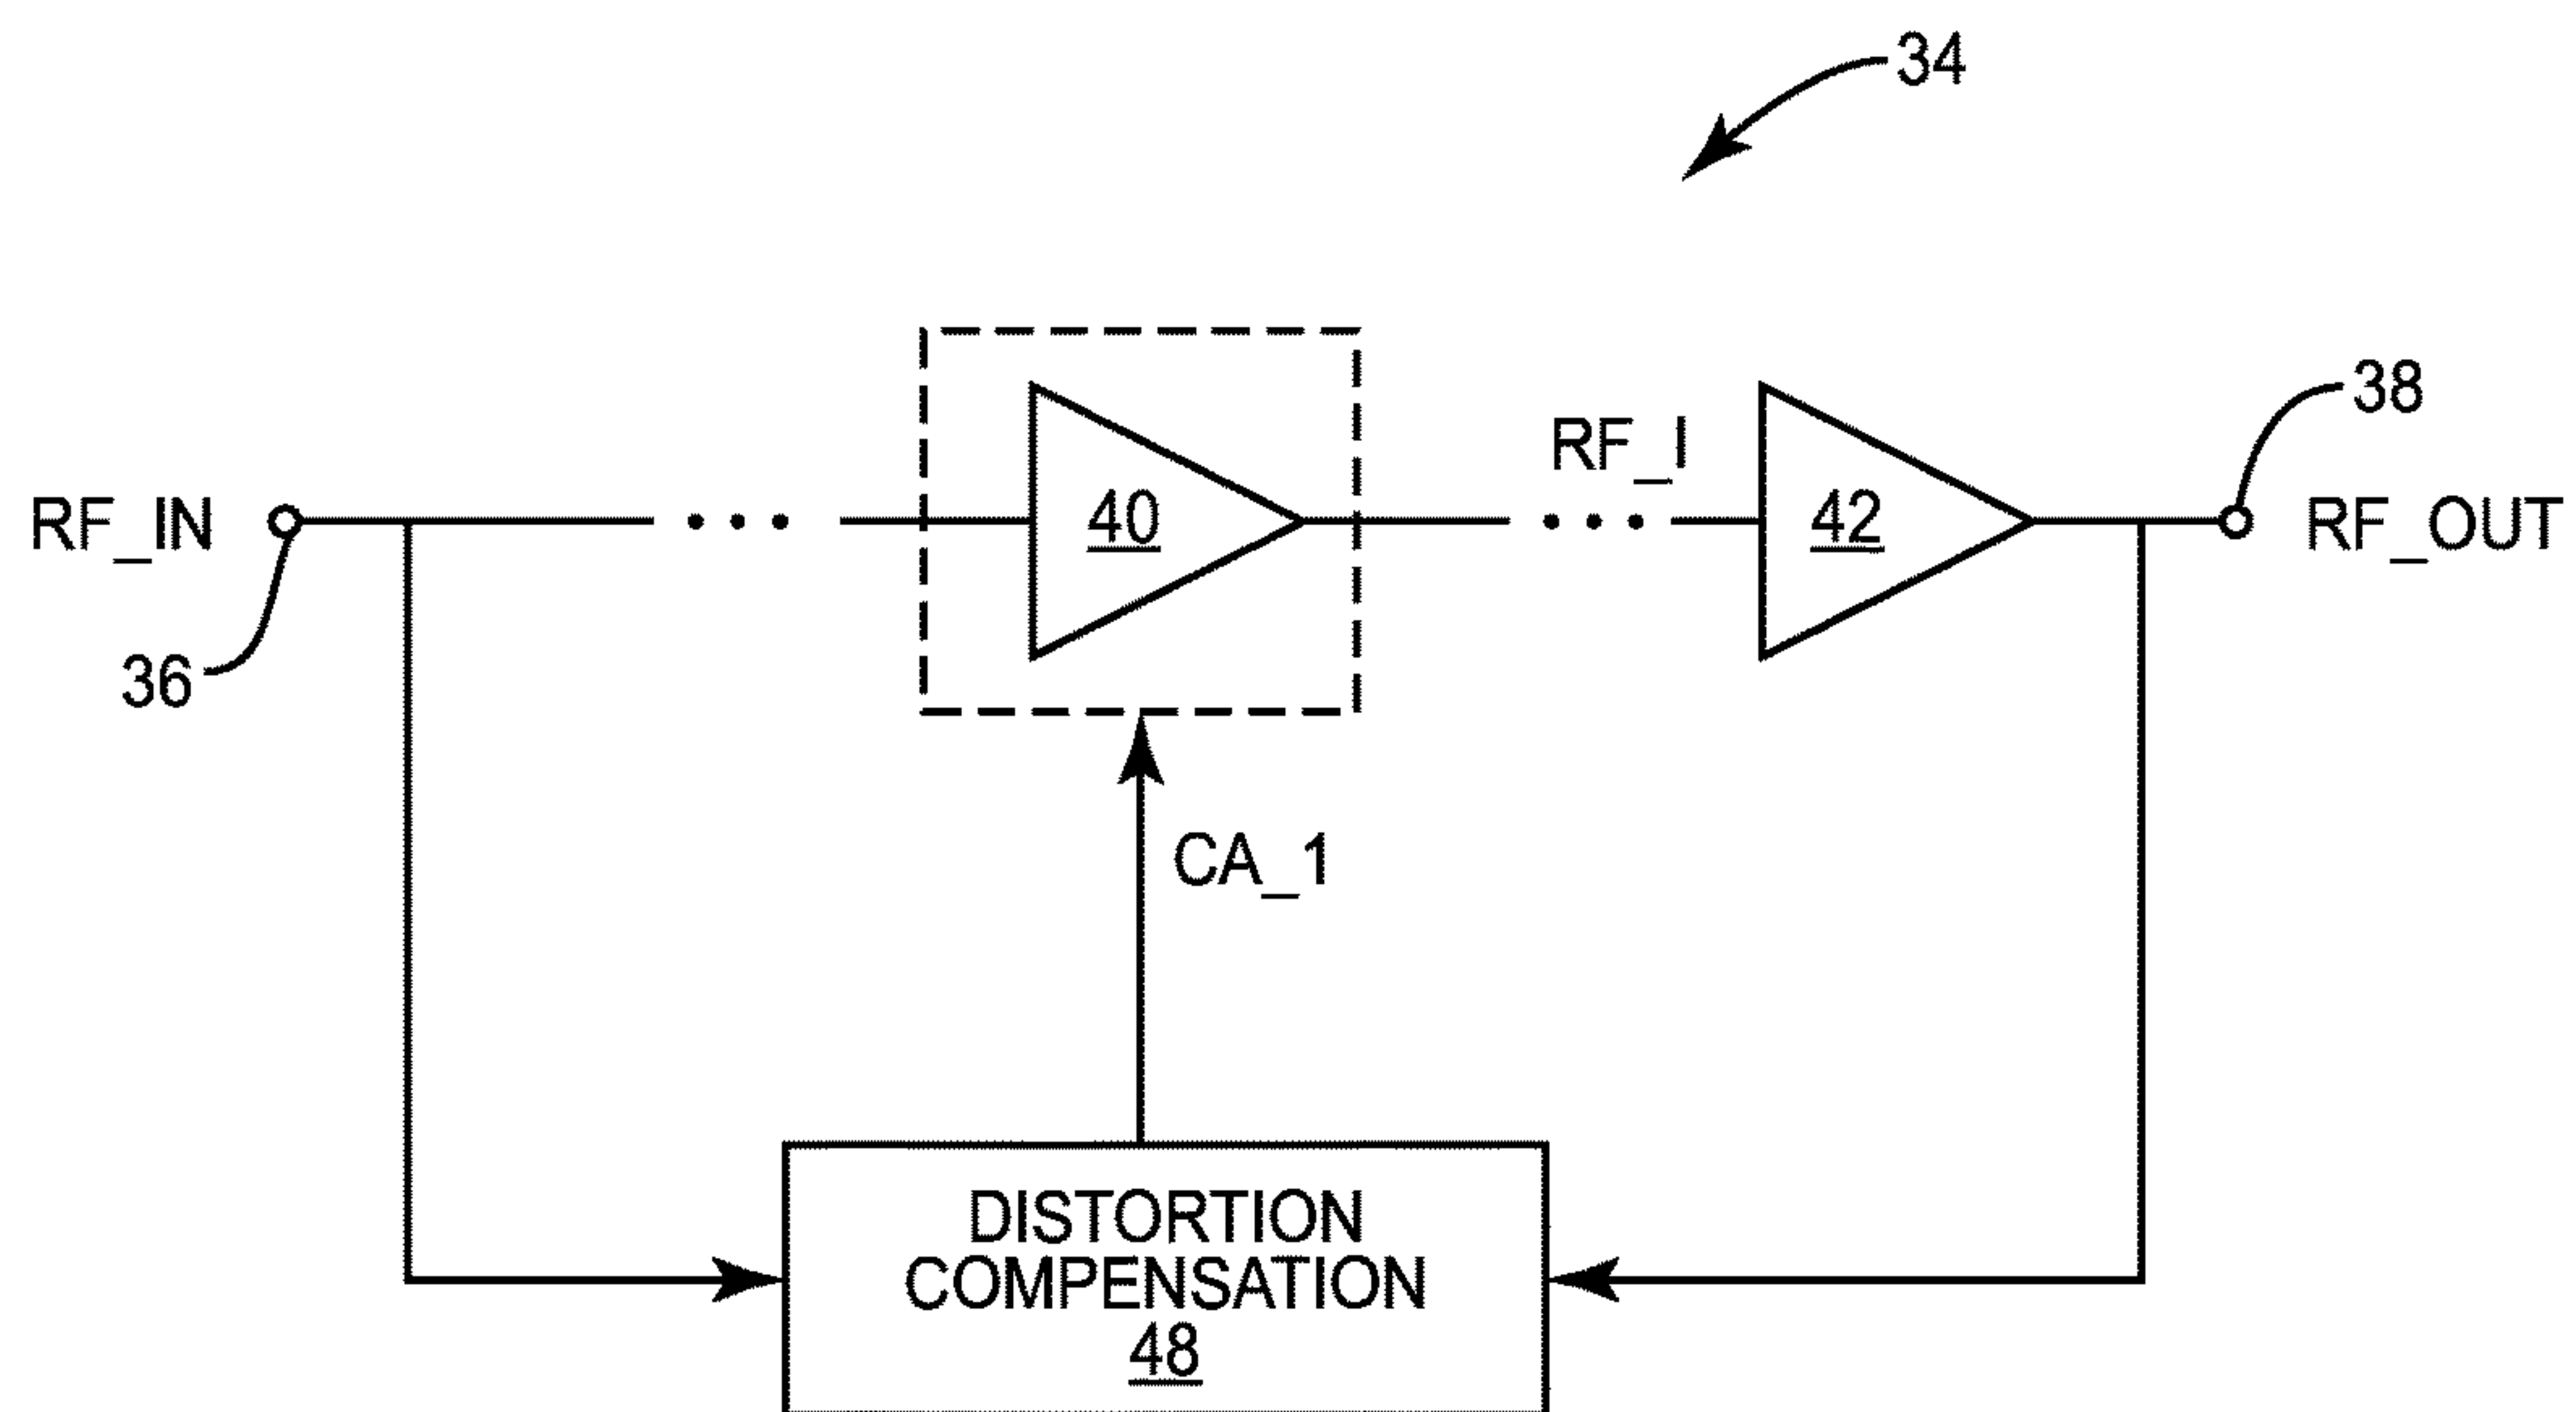 34
38
RF_I
RF_IN
40
42
RF_OUT
36
CA_1
DISTORTION
COMPENSATION
48